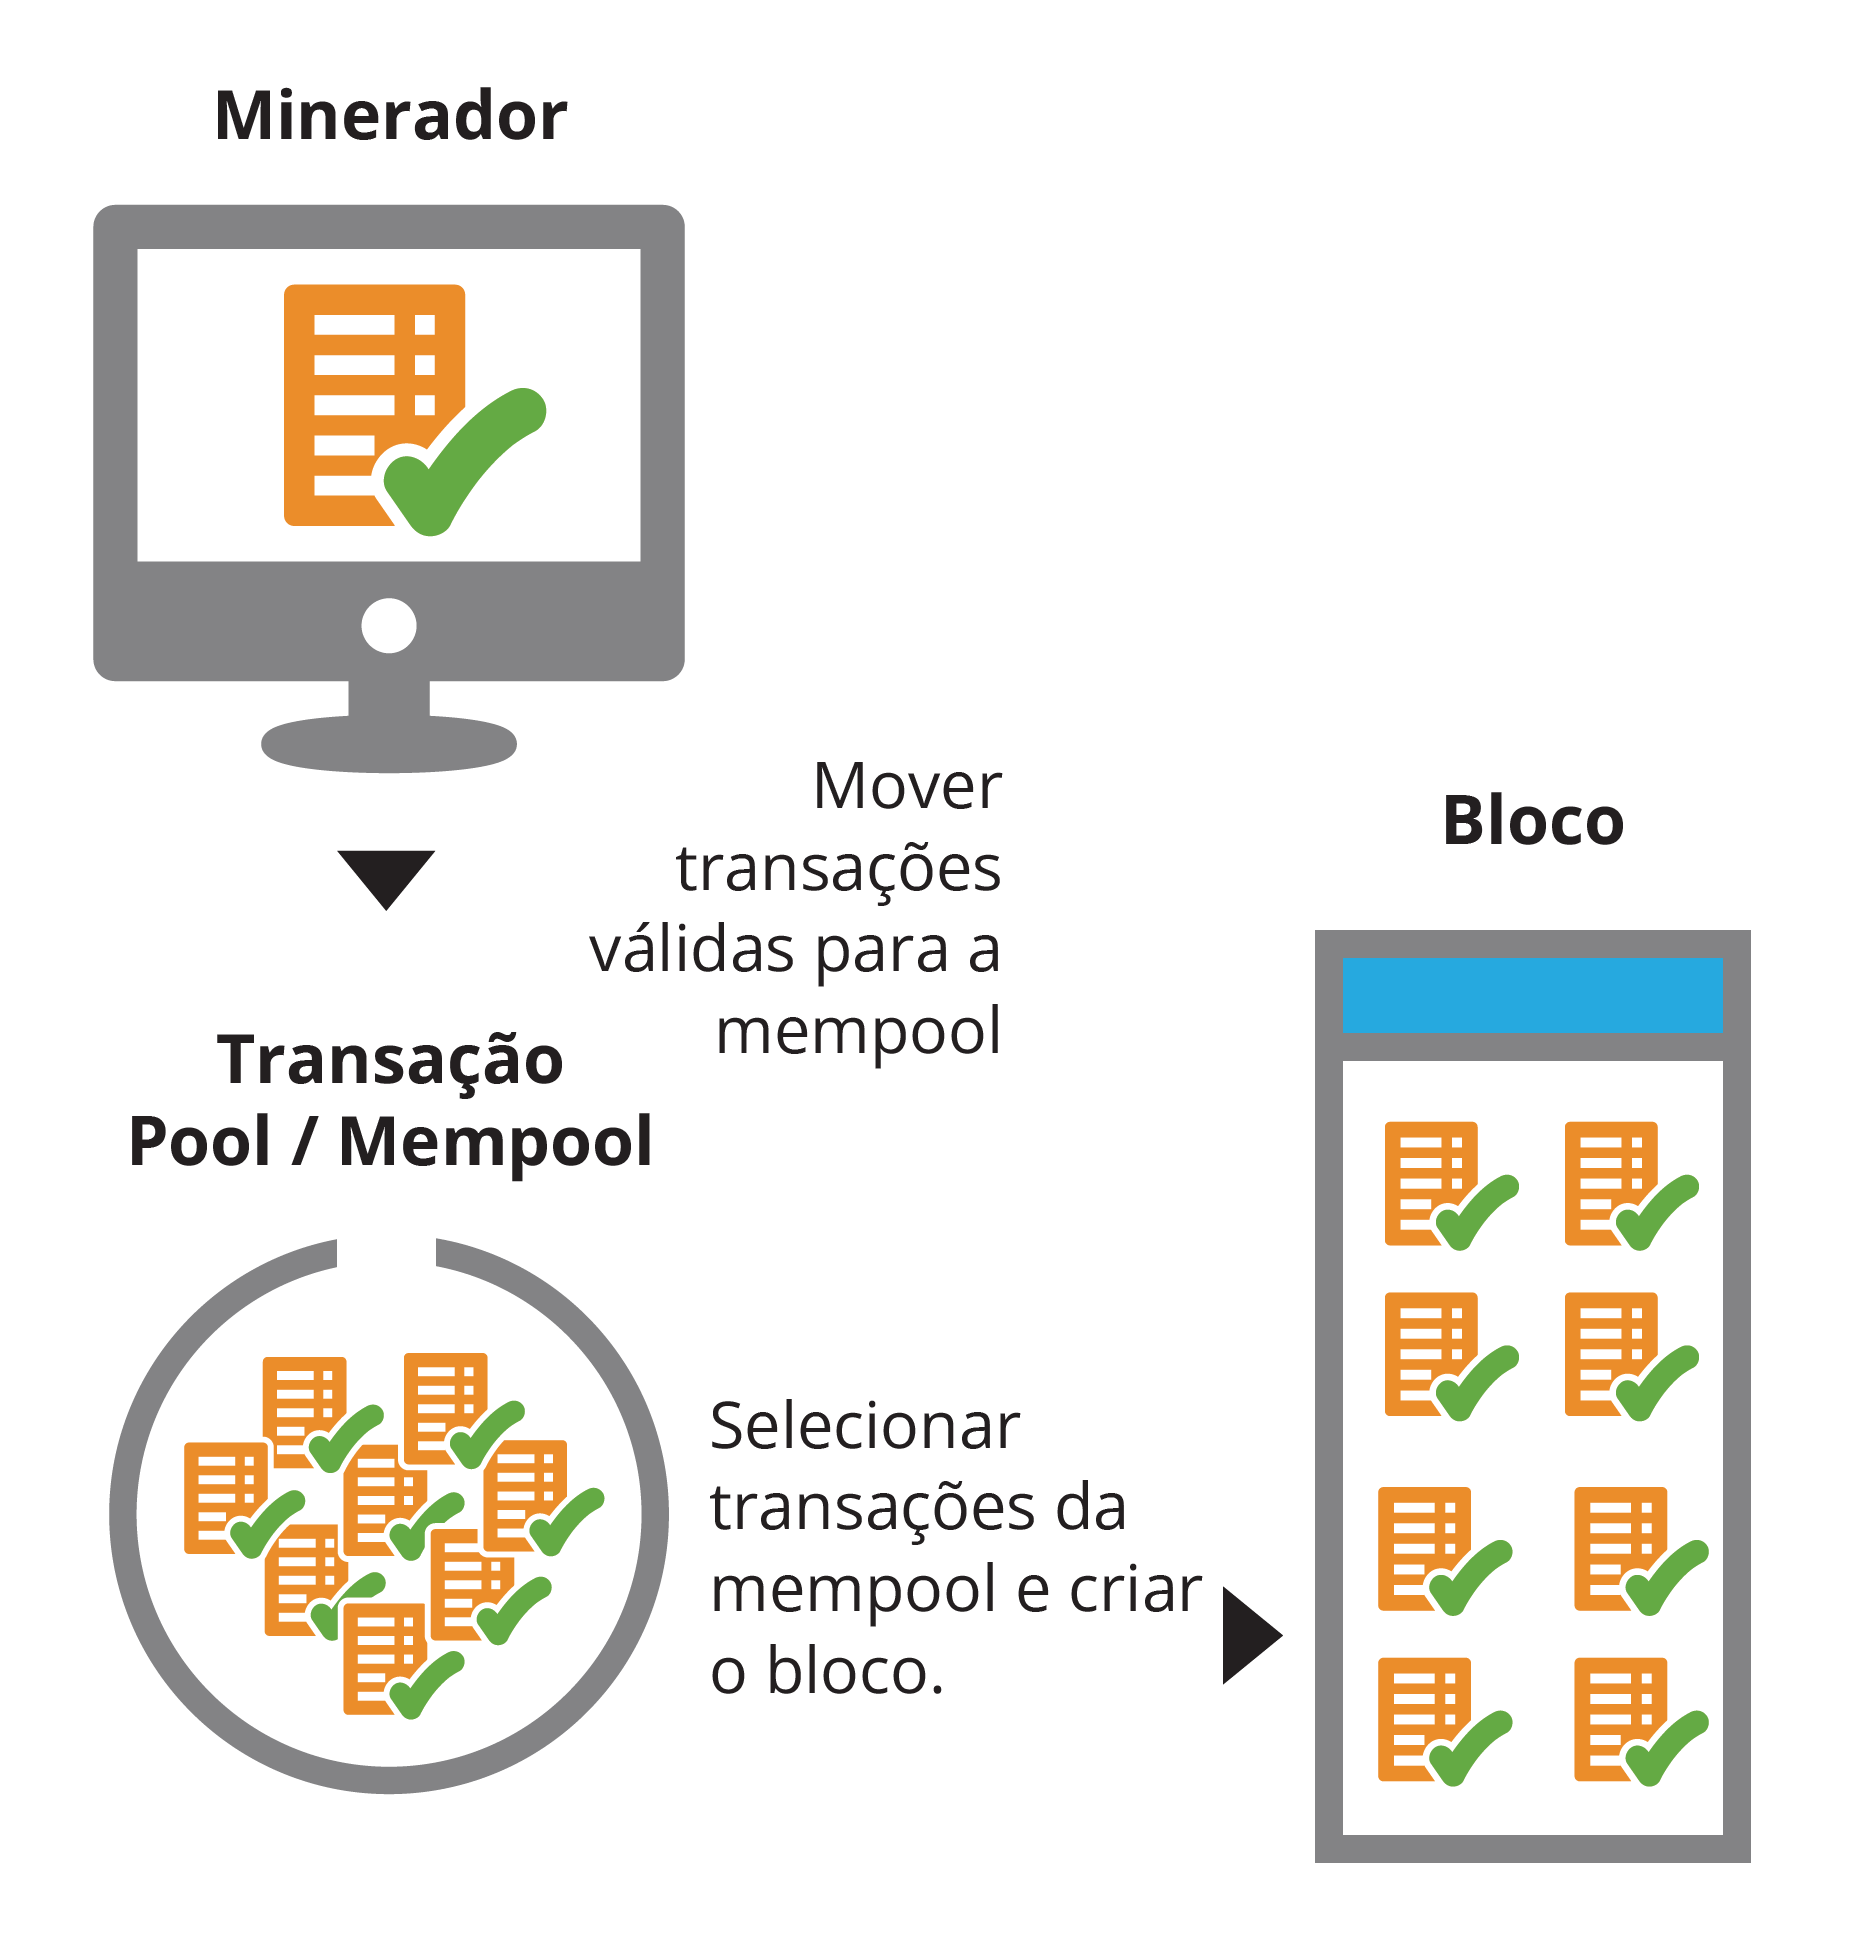 Minerador
Mover
transações
válidas para a
mempool
Transação
Pool / Mempool
Selecionar
transações da
mempool e criar
o bloco.
Bloco